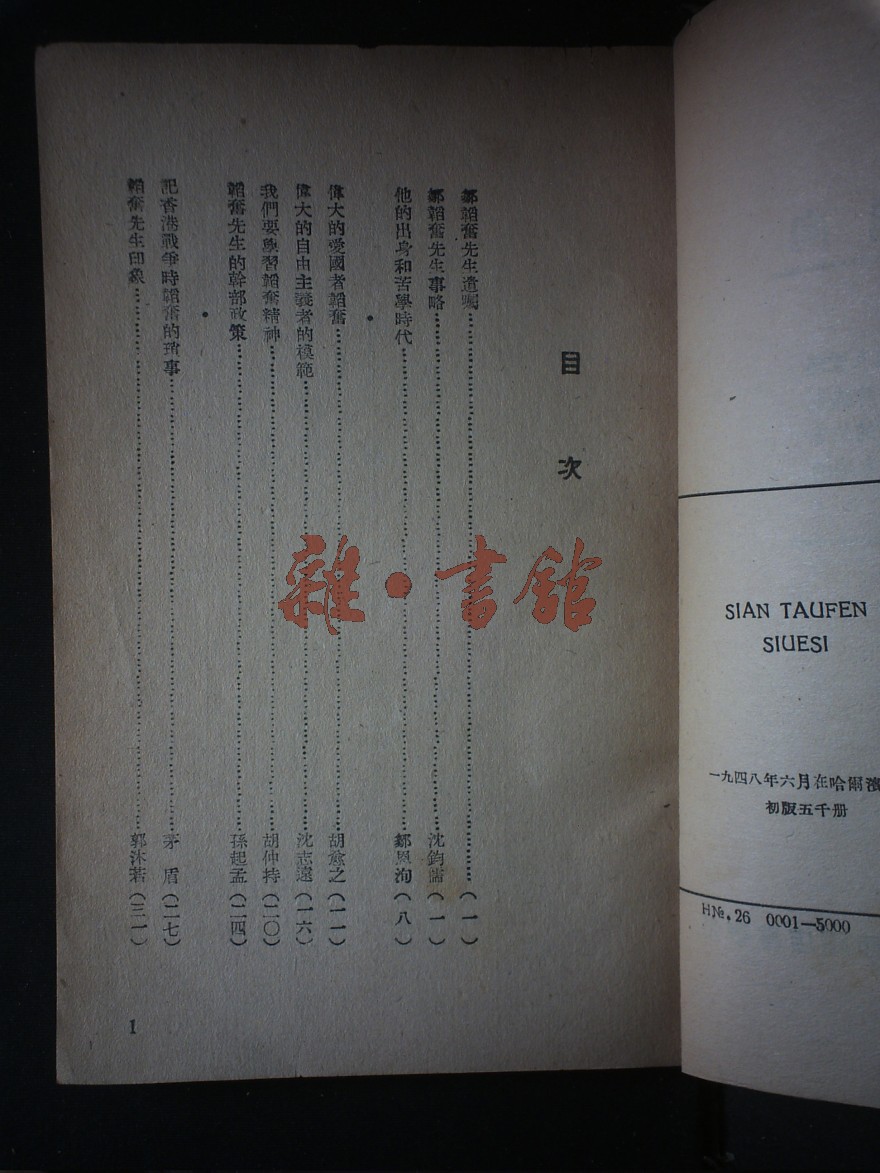 目次
鄒韜奮先生遺囑……(一)
鄒韜奮先生事略……沈鈞儒(一)
他的出身和苦學時代……鄒恩洵(八)
偉大的愛國者韜奮……胡愈之(一一)
偉大的自由主義者的模範……沈志遠(一六)
我們要學習韜奮精神……胡仲持(二〇)
韜奮先生的幹部政策……孫起孟(二四)
記香港戰爭時韜奮的瑣事……茅盾(二七)
韜奮先生印象……郭沐若(三一)
1
雜·書館
SIAN TAUFEN
SIUESI
一九四八年六月在哈爾濱
初版五千册
H№. 26 0001—5000